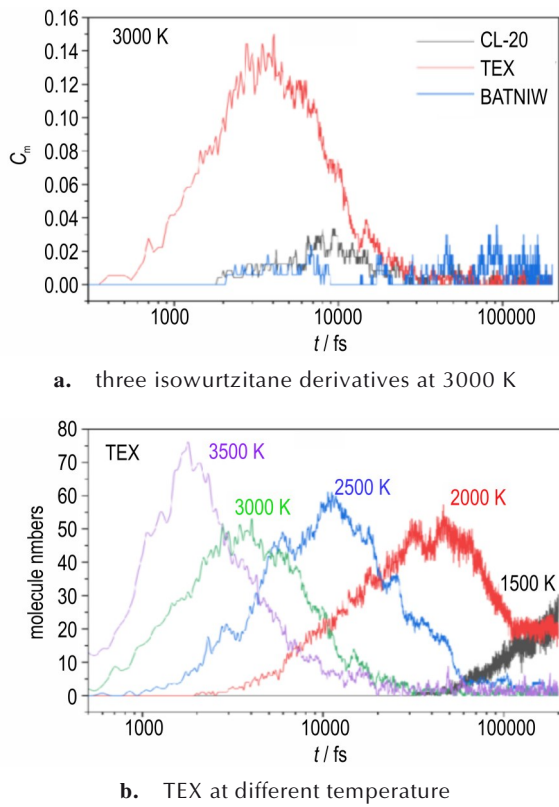 0.16
3000 K
CL-20
0.14
TEX
0.12
BATNIW
0.10
Cm
0.08
0.06
0.04
0.02
0.00
1000
10000
100000
t / fs
a. three isowurtzitane derivatives at 3000 K
80
TEX
3500 K
70
2500 K
60
3000 K
2000 K
50
molecule nmbers
40
1500 K
30
20
10
0
1000
10000
100000
t / fs
b. TEX at different temperature